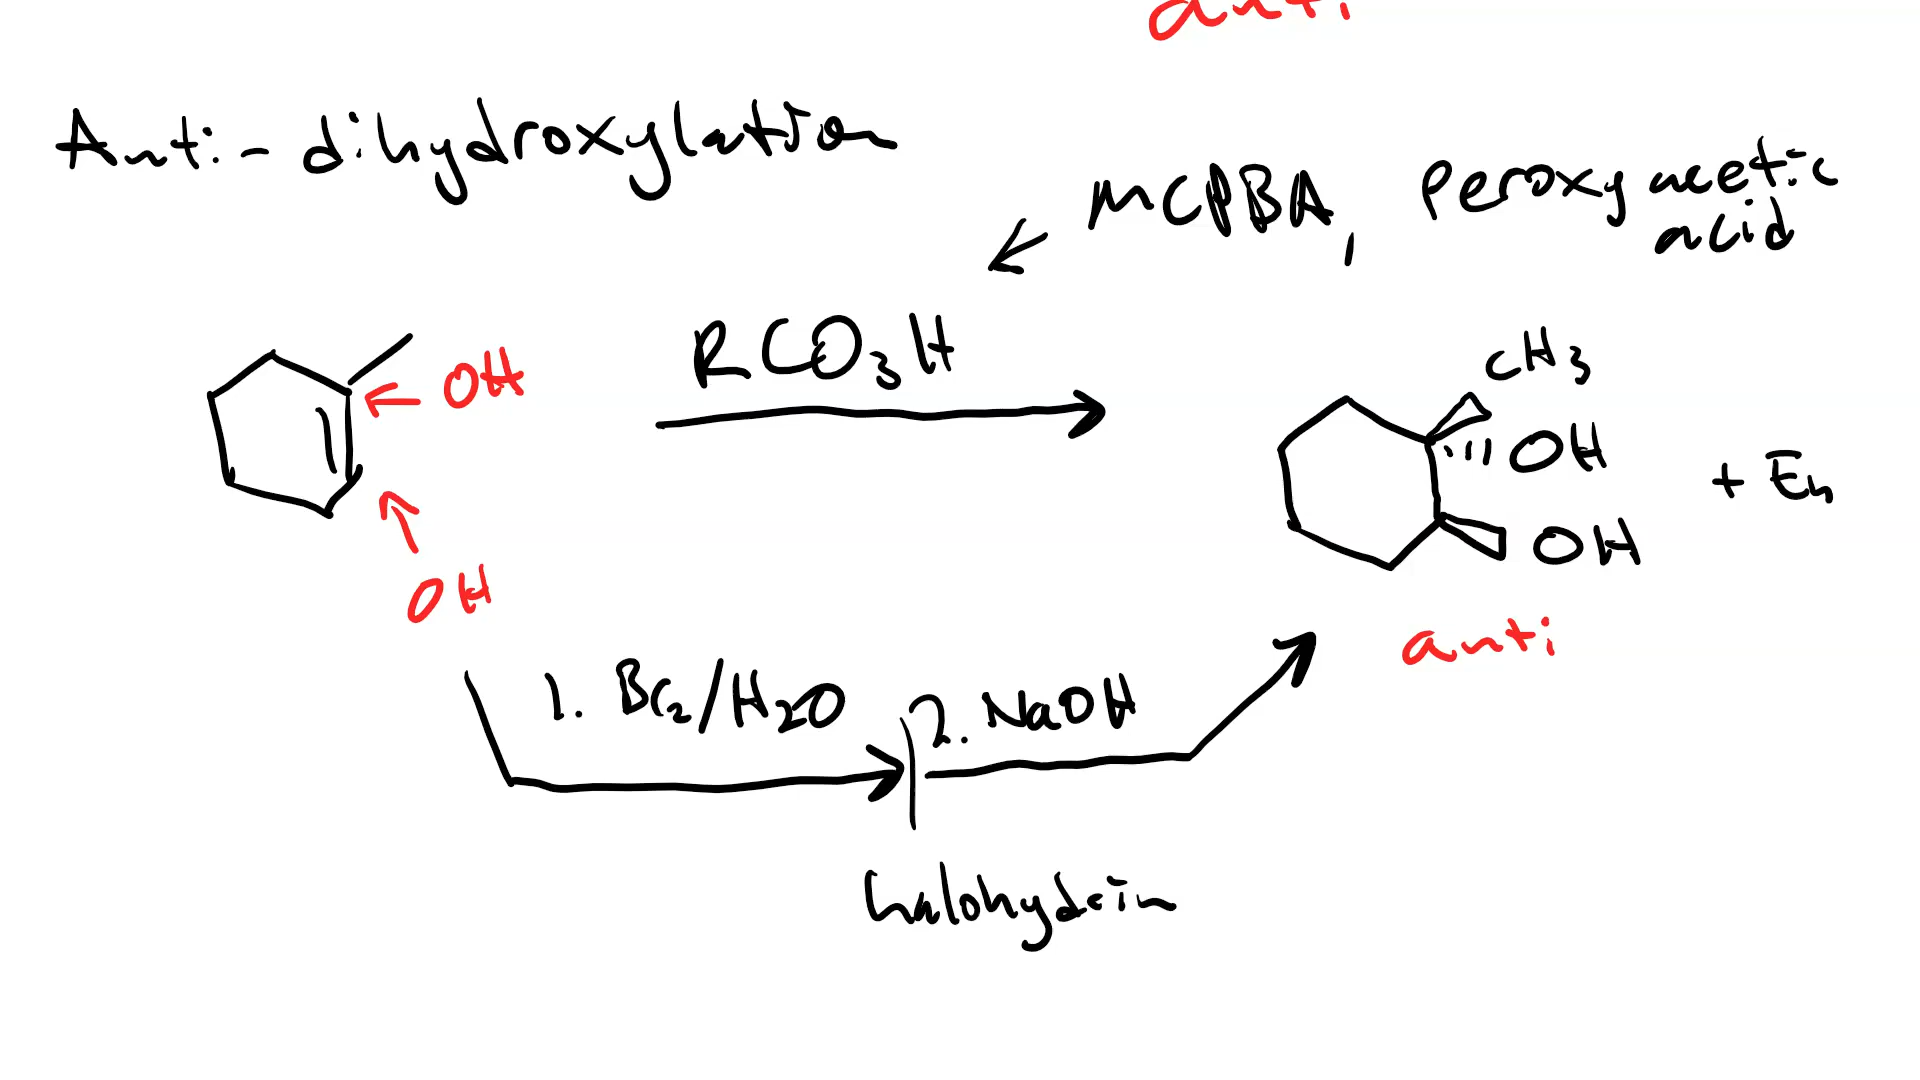 anti
Anti-dihydroxylation
MCPBA, Peroxyacetic
acid
RCO3H
OH
OH
CH3
OH
OH
+ En
anti
1. Br2/H2O
2. NaOH
halohydrin